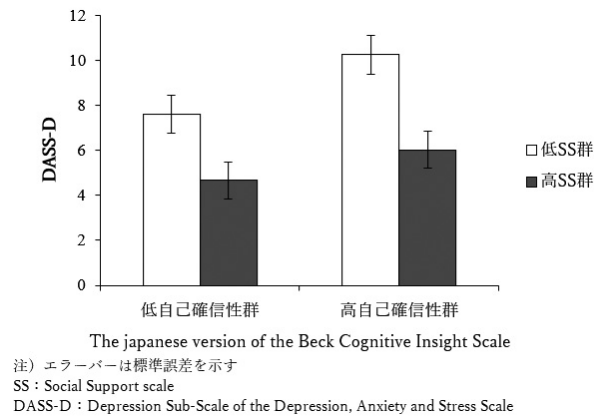 12
10
8
6
4
2
0
DASS-D
低自己確信性群
高自己確信性群
低SS群
高SS群
The japanese version of the Beck Cognitive Insight Scale
注）エラーバーは標準誤差を示す
SS：Social Support scale
DASS-D：Depression Sub-Scale of the Depression, Anxiety and Stress Scale